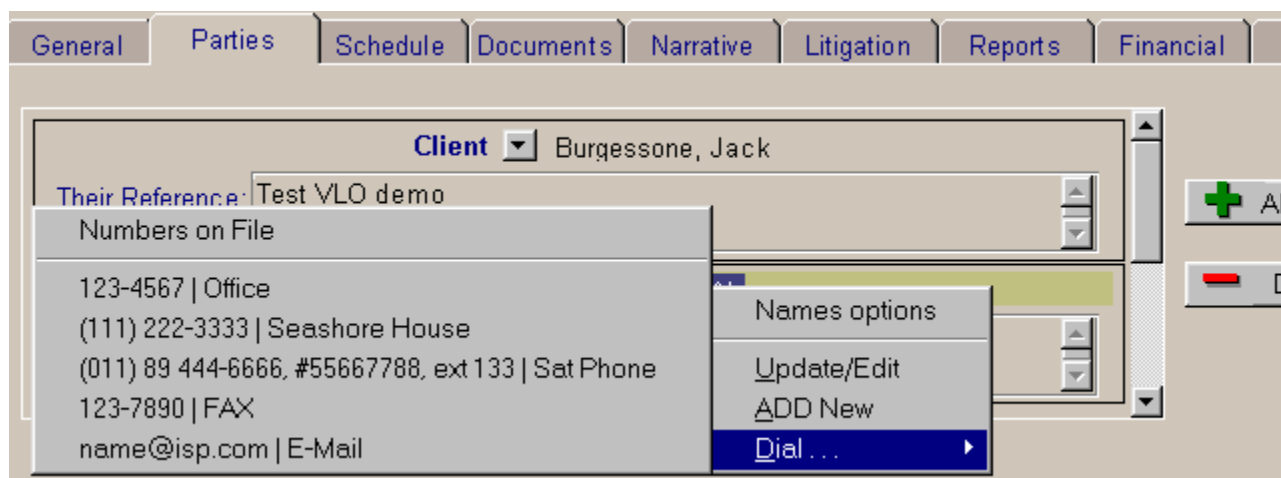 General Parties Schedule Documents Narrative Litigation Reports Financial
Client Burgessone, Jack
Their Reference: Test VLO demo
Numbers on File
123-4567 | Office
(111) 222-3333 | Seashore House
(011) 89 444-6666, #55667788, ext 133 | Sat Phone
123-7890 | FAX
name@isp.com | E-Mail
Names options
Update/Edit
ADD New
Dial . . .